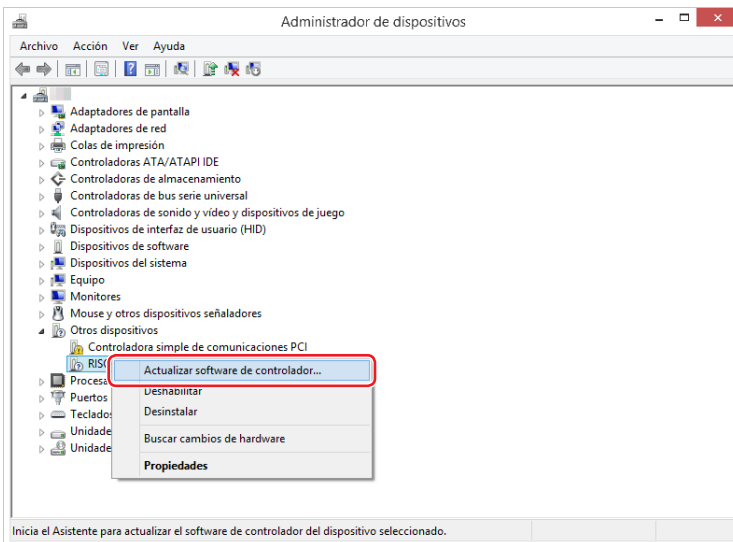 Administrador de dispositivos
Archivo Acción Ver Ayuda
Adaptadores de pantalla
Adaptadores de red
Colas de impresión
Controladoras ATA/ATAPI IDE
Controladoras de almacenamiento
Controladoras de bus serie universal
Controladoras de sonido y vídeo y dispositivos de juego
Dispositivos de interfaz de usuario (HID)
Dispositivos de software
Dispositivos del sistema
Equipo
Monitores
Mouse y otros dispositivos señaladores
Otros dispositivos
Controladora simple de comunicaciones PCI
RISO
Actualizar software de controlador...
Procesa
Deshabilitar
Puertos
Desinstalar
Teclados
Unidade
Buscar cambios de hardware
Unidade
Propiedades
Inicia el Asistente para actualizar el software de controlador del dispositivo seleccionado.